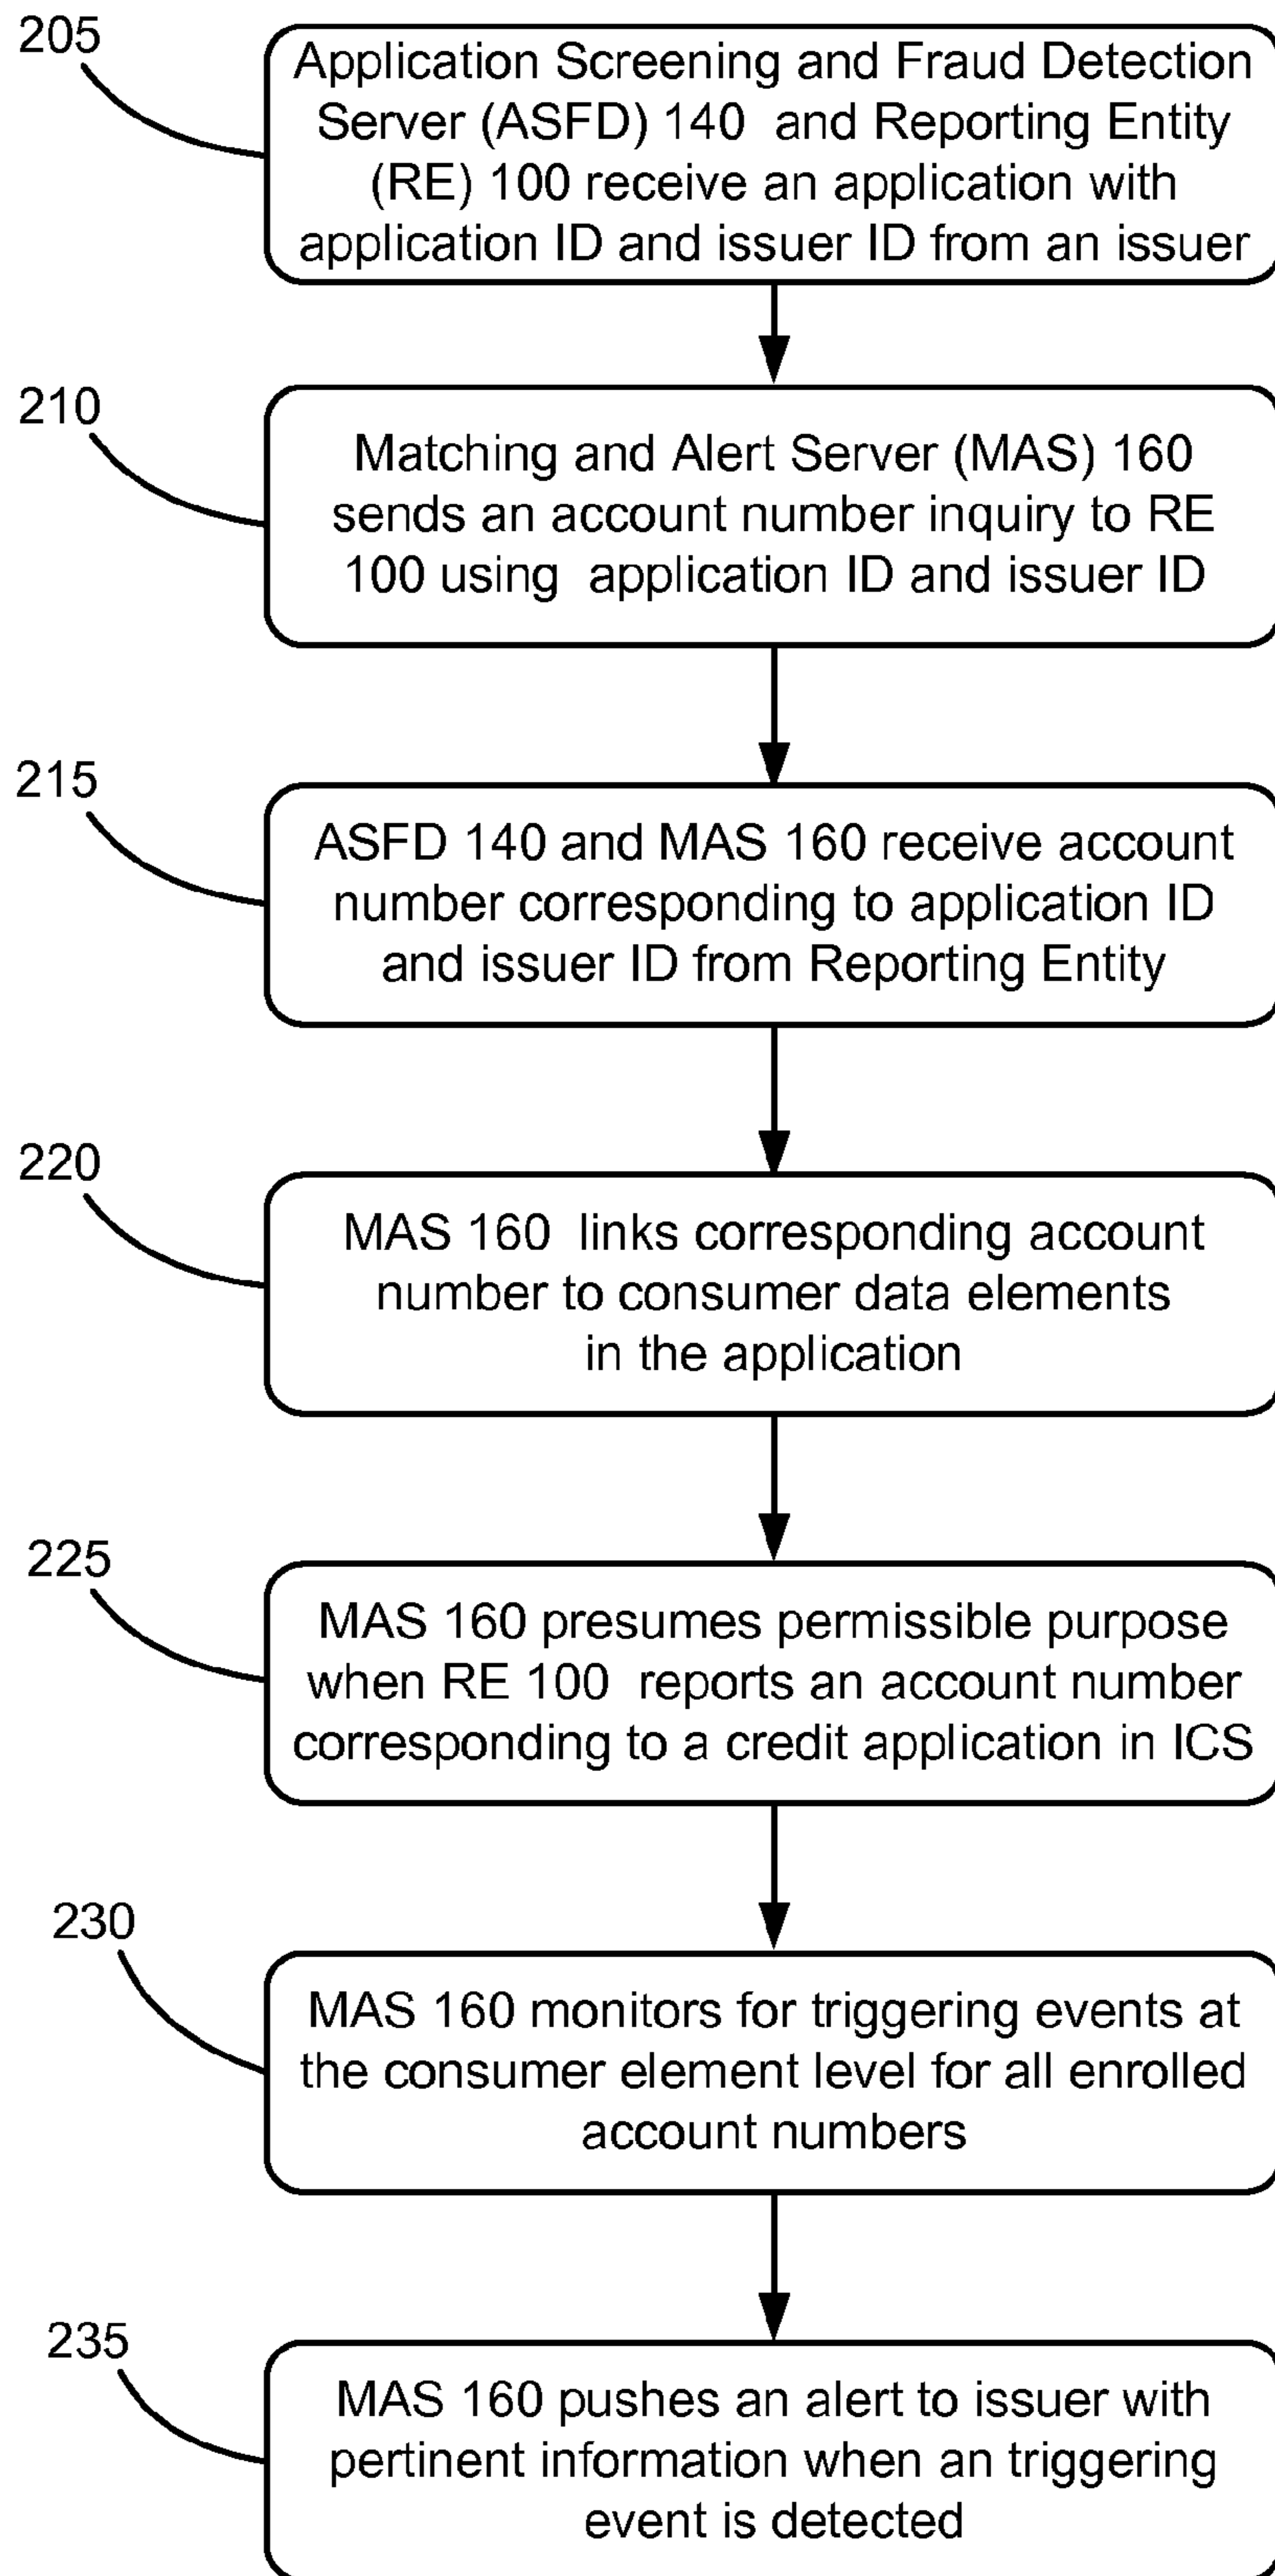 205
Application Screening and Fraud Detection
Server (ASFD) 140 and Reporting Entity
(RE) 100 receive an application with
application ID and issuer ID from an issuer
210
Matching and Alert Server (MAS) 160
sends an account number inquiry to RE
100 using application ID and issuer ID
215
ASFD 140 and MAS 160 receive account
number corresponding to application ID
and issuer ID from Reporting Entity
220
MAS 160 links corresponding account
number to consumer data elements
in the application
225
MAS 160 presumes permissible purpose
when RE 100 reports an account number
corresponding to a credit application in ICS
230
MAS 160 monitors for triggering events at
the consumer element level for all enrolled
account numbers
235
MAS 160 pushes an alert to issuer with
pertinent information when an triggering
event is detected